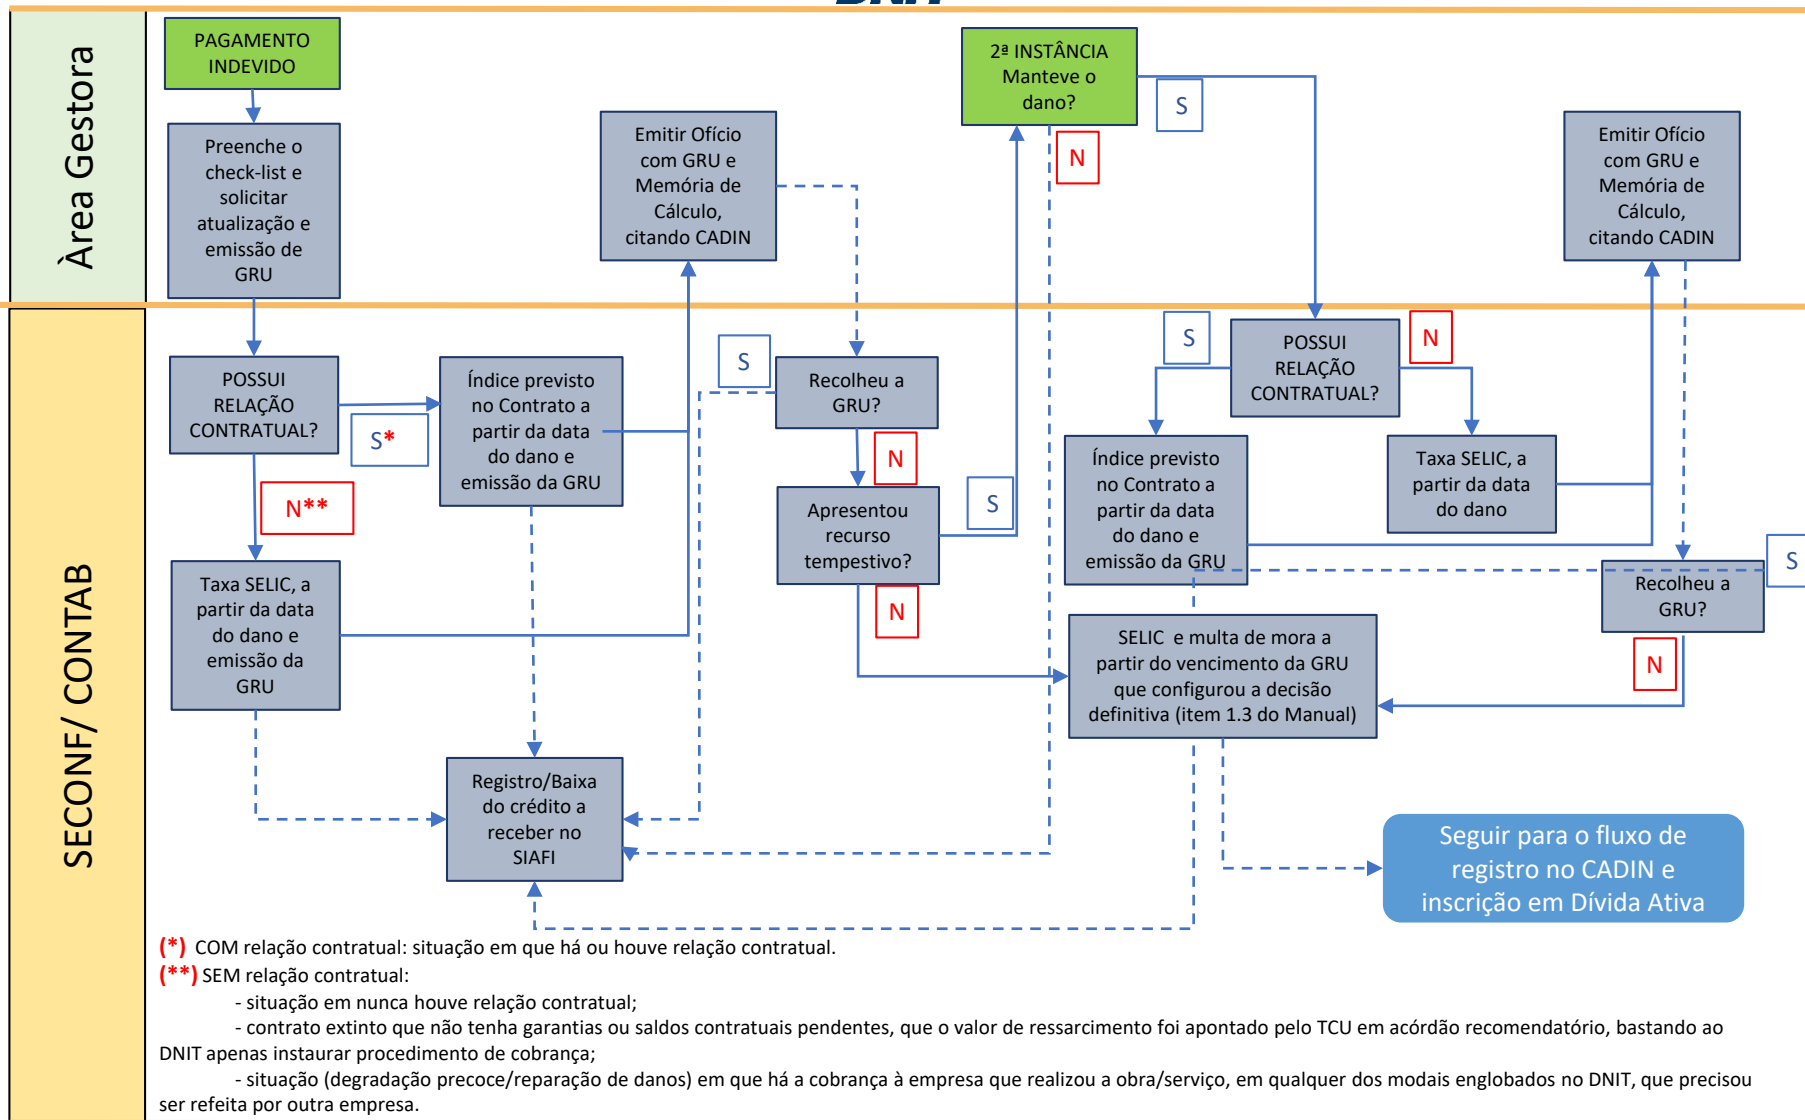 DNIT
Àrea Gestora
PAGAMENTO
INDEVIDO
Preenche o
check-list e
solicitar
atualização e
emissão de
GRU
Emitir Ofício
com GRU e
Memória de
Cálculo,
citando CADIN
2ª INSTÂNCIA
Manteve o
dano?
S
N
Emitir Ofício
com GRU e
Memória de
Cálculo,
citando CADIN
SECONF/ CONTAB
POSSUI
RELAÇÃO
CONTRATUAL?
S*
N**
Índice previsto
no Contrato a
partir da data
do dano e
emissão da GRU
Taxa SELIC, a
partir da data
do dano e
emissão da
GRU
S
Recolheu a
GRU?
N
Apresentou
recurso
tempestivo?
S
N
S
POSSUI
RELAÇÃO
CONTRATUAL?
N
Índice previsto
no Contrato a
partir da data
do dano e
emissão da GRU
Taxa SELIC, a
partir da data
do dano
S
Recolheu a
GRU?
N
SELIC e multa de mora a
partir do vencimento da GRU
que configurou a decisão
definitiva (item 1.3 do Manual)
Registro/Baixa
do crédito a
receber no
SIAFI
Seguir para o fluxo de
registro no CADIN e
inscrição em Dívida Ativa
(*) COM relação contratual: situação em que há ou houve relação contratual.
(**) SEM relação contratual:
- situação em nunca houve relação contratual;
- contrato extinto que não tenha garantias ou saldos contratuais pendentes, que o valor de ressarcimento foi apontado pelo TCU em acórdão recomendatório, bastando ao
DNIT apenas instaurar procedimento de cobrança;
- situação (degradação precoce/reparação de danos) em que há a cobrança à empresa que realizou a obra/serviço, em qualquer dos modais englobados no DNIT, que precisou
ser refeita por outra empresa.